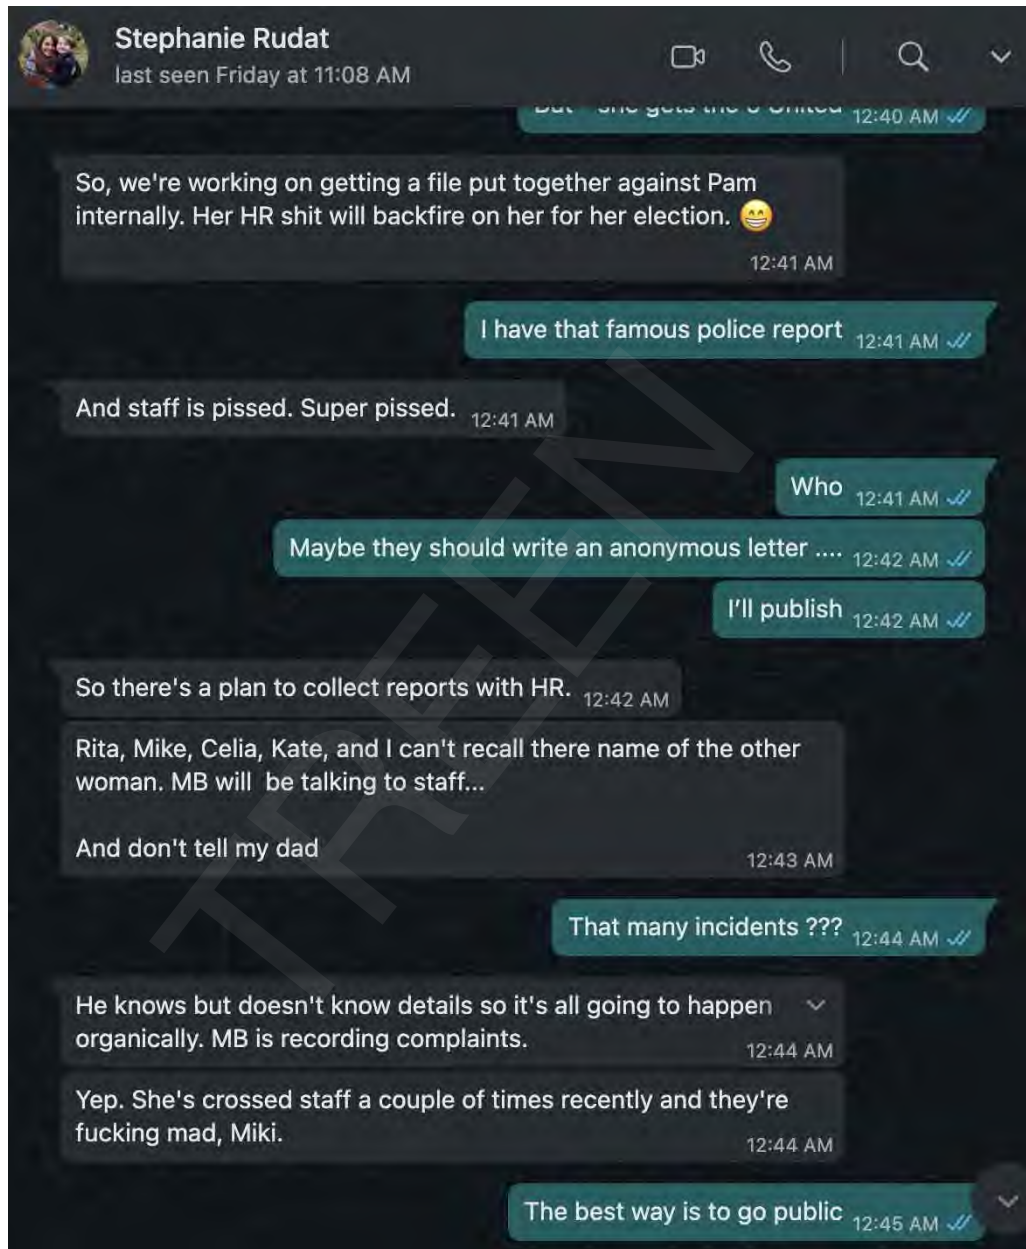 Stephanie Rudat
last seen Friday at 11:08 AM
12:40 AM
So, we're working on getting a file put together against Pam
internally. Her HR shit will backfire on her for her election. 😁
12:41 AM
I have that famous police report 12:41 AM
And staff is pissed. Super pissed. 12:41 AM
Who 12:41 AM
Maybe they should write an anonymous letter .... 12:42 AM
I'll publish 12:42 AM
So there's a plan to collect reports with HR. 12:42 AM
Rita, Mike, Celia, Kate, and I can't recall there name of the other
woman. MB will be talking to staff...
And don't tell my dad
12:43 AM
That many incidents ??? 12:44 AM
He knows but doesn't know details so it's all going to happen
organically. MB is recording complaints.
12:44 AM
Yep. She's crossed staff a couple of times recently and they're
fucking mad, Miki.
12:44 AM
The best way is to go public 12:45 AM
TREEN